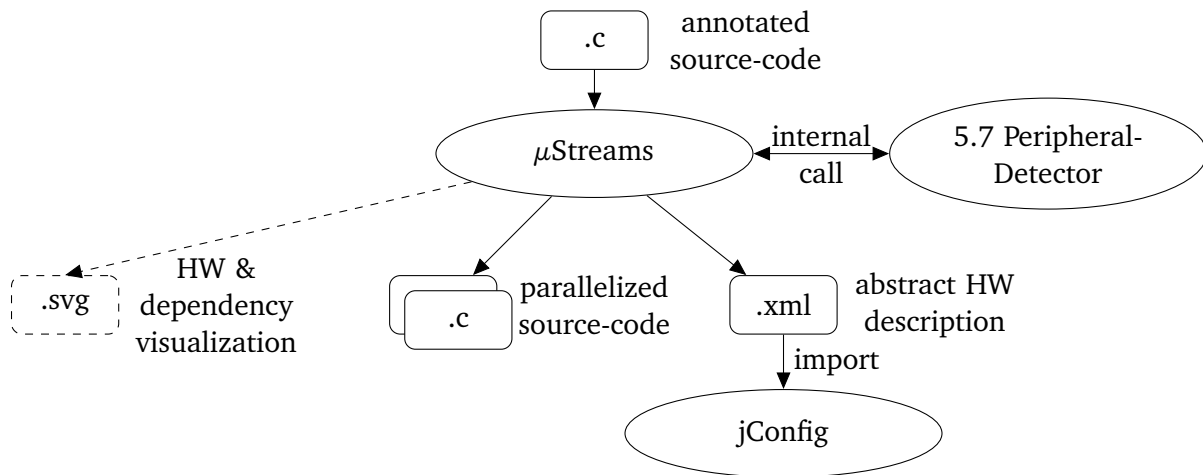 .c
annotated
source-code
μStreams
internal
call
5.7 Peripheral-
Detector
.svg
HW &
dependency
visualization
.c
parallelized
source-code
.xml
abstract HW
description
import
jConfig